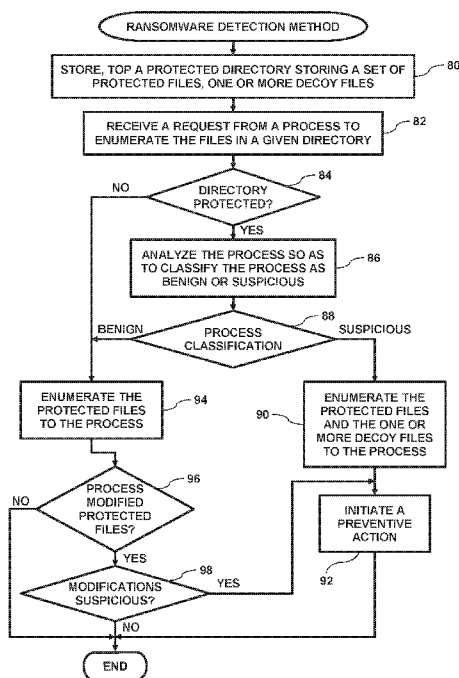 RANSOMWARE DETECTION METHOD
STORE, TOP A PROTECTED DIRECTORY STORING A SET OF
PROTECTED FILES, ONE OR MORE DECOY FILES
80
RECEIVE A REQUEST FROM A PROCESS TO
ENUMERATE THE FILES IN A GIVEN DIRECTORY
82
DIRECTORY
PROTECTED?
84
NO
YES
ANALYZE THE PROCESS SO AS
TO CLASSIFY THE PROCESS AS
BENIGN OR SUSPICIOUS
86
PROCESS
CLASSIFICATION
88
BENIGN
SUSPICIOUS
ENUMERATE THE
PROTECTED FILES
TO THE PROCESS
94
ENUMERATE THE
PROTECTED FILES
AND THE ONE OR
MORE DECOY FILES
TO THE PROCESS
90
PROCESS
MODIFIED
PROTECTED
FILES?
96
NO
YES
INITIATE A
PREVENTIVE
ACTION
92
MODIFICATIONS
SUSPICIOUS?
98
YES
NO
END